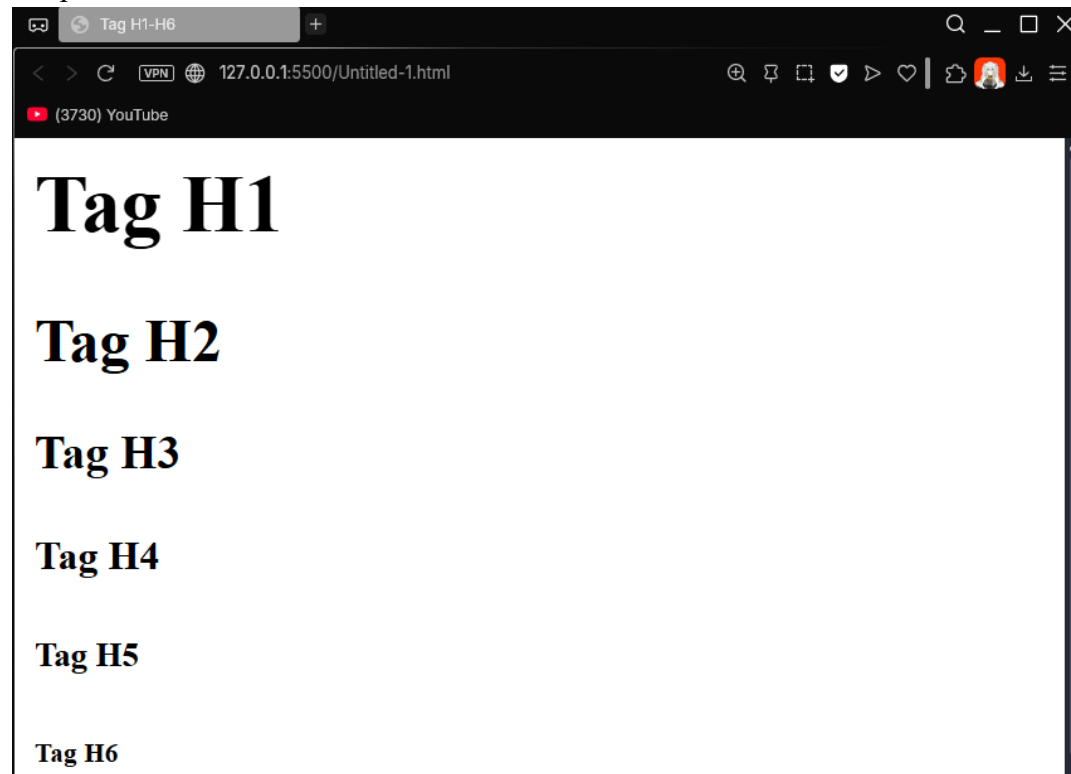 Tag H1-H6
VPN 127.0.0.1:5500/Untitled-1.html
(3730) YouTube
Tag H1
Tag H2
Tag H3
Tag H4
Tag H5
Tag H6